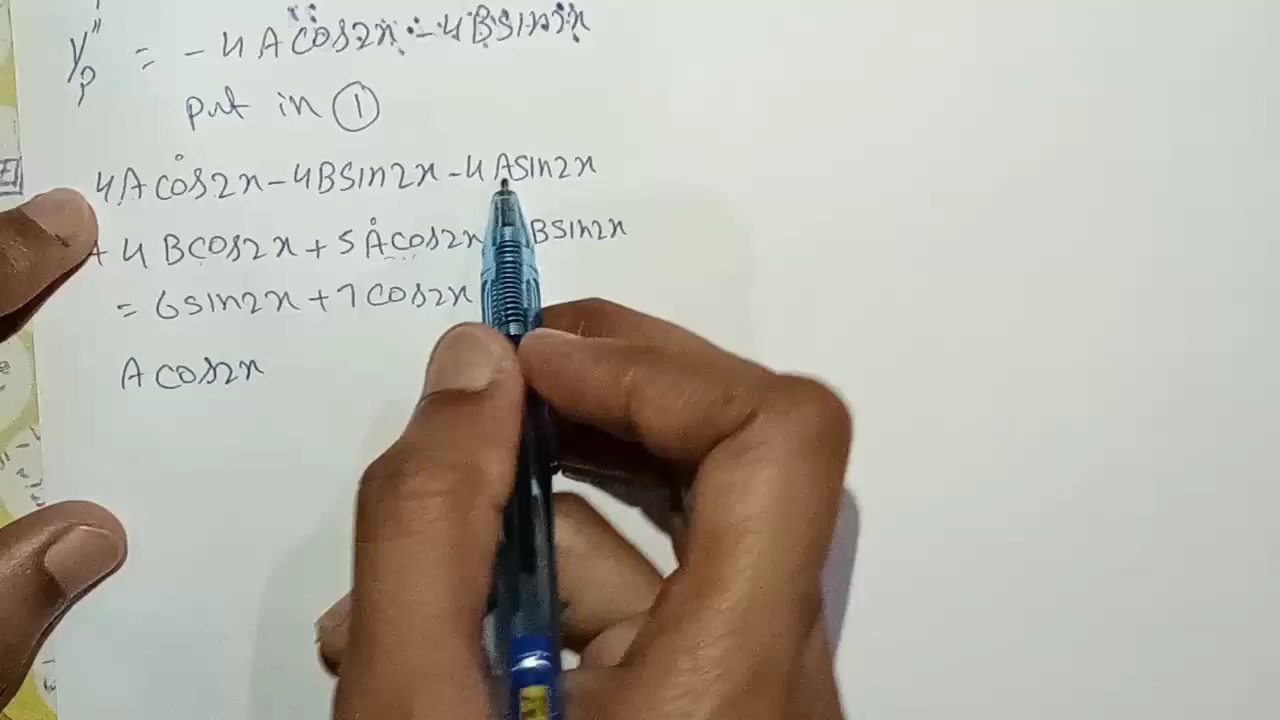 y''p = -4Acos2x - 4Bsin2x
put in ①
4Acos2x-4Bsin2x-4Asin2x
+4Bcos2x+5Acos2x Bsin2x
=6sin2x+7cos2x
Acos2x